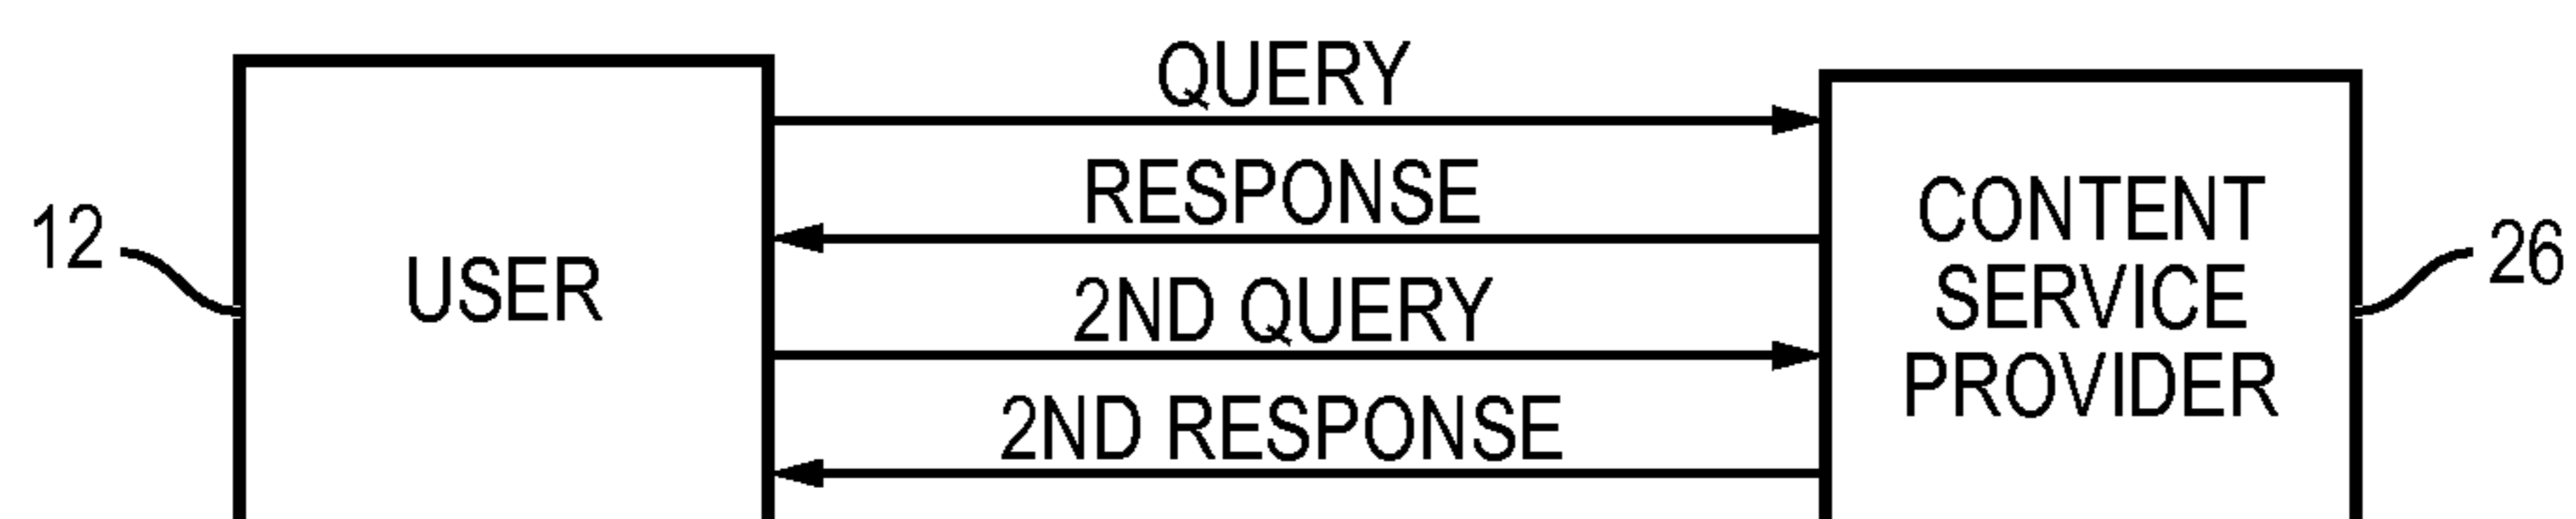 QUERY
RESPONSE
12
USER
2ND QUERY
2ND RESPONSE
CONTENT
SERVICE
PROVIDER
26